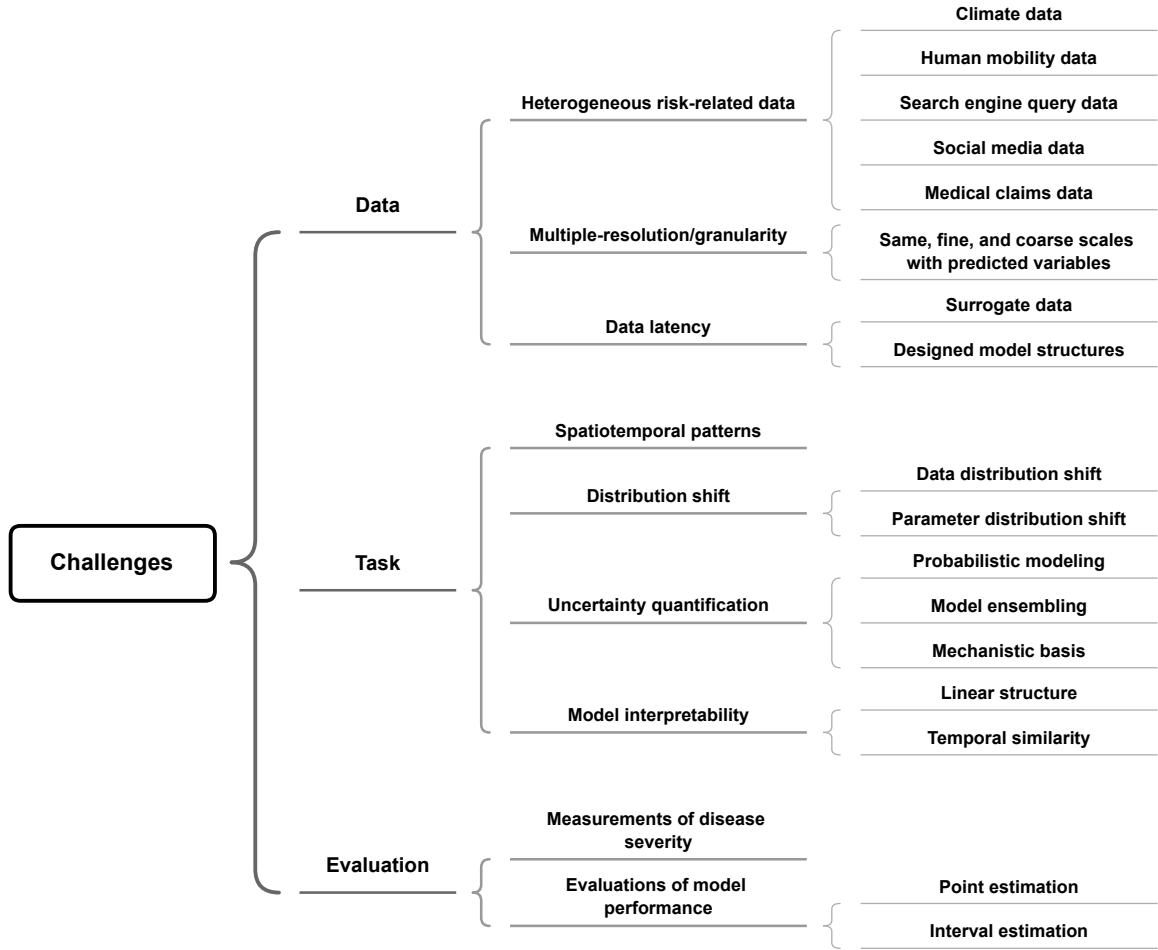 Challenges
Data
Heterogeneous risk-related data
Climate data
Human mobility data
Search engine query data
Social media data
Medical claims data
Multiple-resolution/granularity
Same, fine, and coarse scales
with predicted variables
Data latency
Surrogate data
Designed model structures
Task
Spatiotemporal patterns
Distribution shift
Data distribution shift
Parameter distribution shift
Uncertainty quantification
Probabilistic modeling
Model ensembling
Mechanistic basis
Model interpretability
Linear structure
Temporal similarity
Evaluation
Measurements of disease
severity
Evaluations of model
performance
Point estimation
Interval estimation